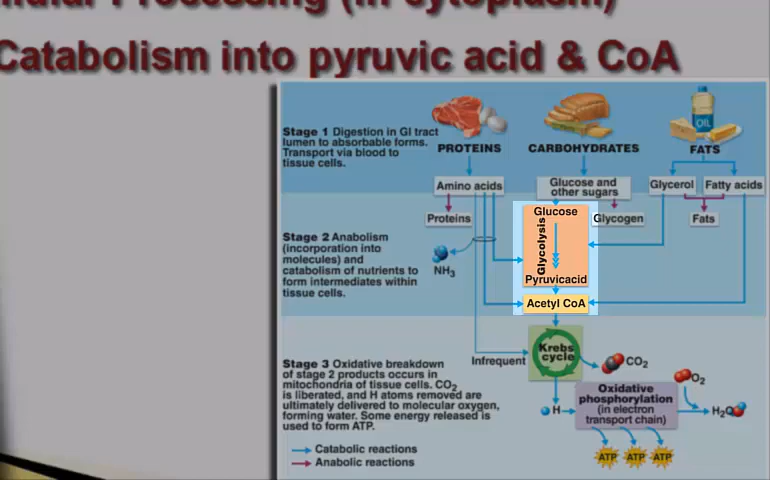 Processing (in cytoplasm)
Catabolism into pyruvic acid & CoA
Stage 1 Digestion in GI tract
lumen to absorbable forms.
Transport via blood to
tissue cells.
PROTEINS
CARBOHYDRATES
OIL
FATS
Amino acids
Glucose and
other sugars
Glycerol
Fatty acids
Proteins
Glucose
Glycogen
Fats
Stage 2 Anabolism
(incorporation into
molecules) and
catabolism of nutrients to
form intermediates within
tissue cells.
NH3
Glycolysis
Pyruvicacid
Acetyl CoA
Infrequent
Krebs
cycle
CO2
Stage 3 Oxidative breakdown
of stage 2 products occurs in
mitochondria of tissue cells. CO2
is liberated, and H atoms removed are
ultimately delivered to molecular oxygen,
forming water. Some energy released is
used to form ATP.
O2
H
Oxidative
phosphorylation
(in electron
transport chain)
H2O
ATP ATP ATP
Catabolic reactions
Anabolic reactions